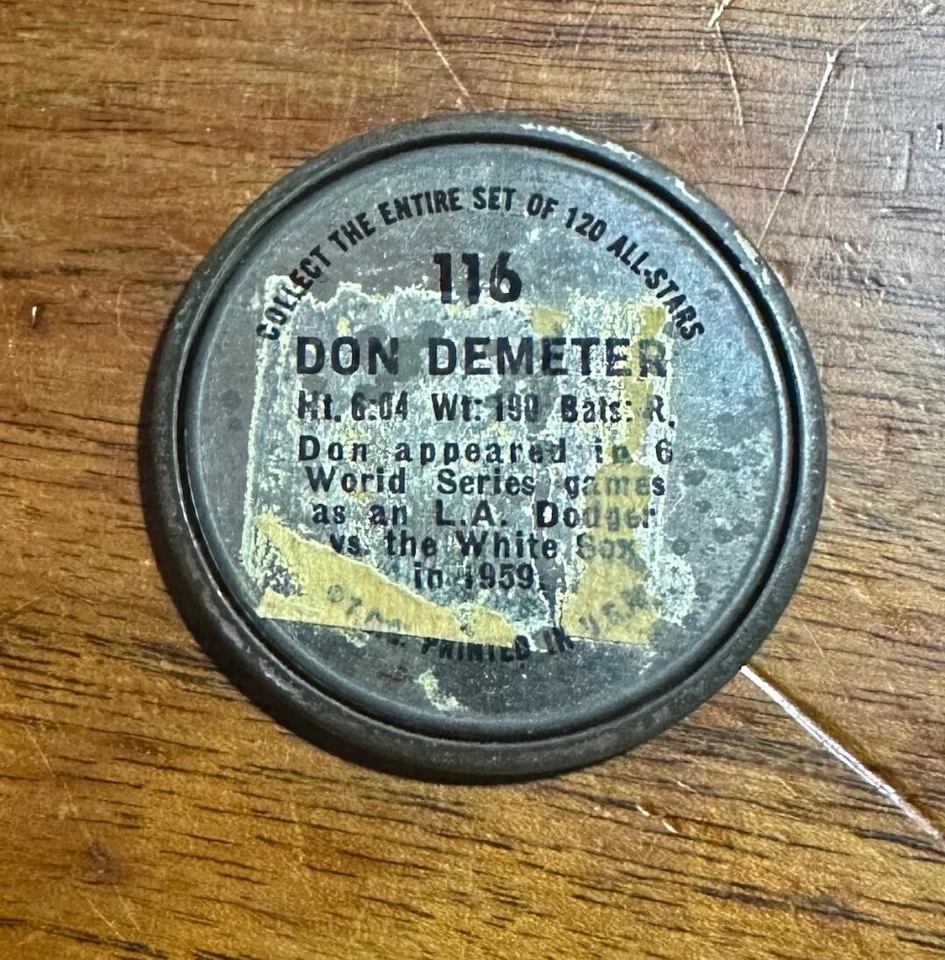 COLLECT THE ENTIRE SET OF 120 ALL-STARS
116
DON DEMETER
Ht. 6:04 Wt: 190 Bats: R.
Don appeared in 6
World Series games
as an L.A. Dodger
vs. the White Sox
in 1959.
PRINTED IN U.S.A.